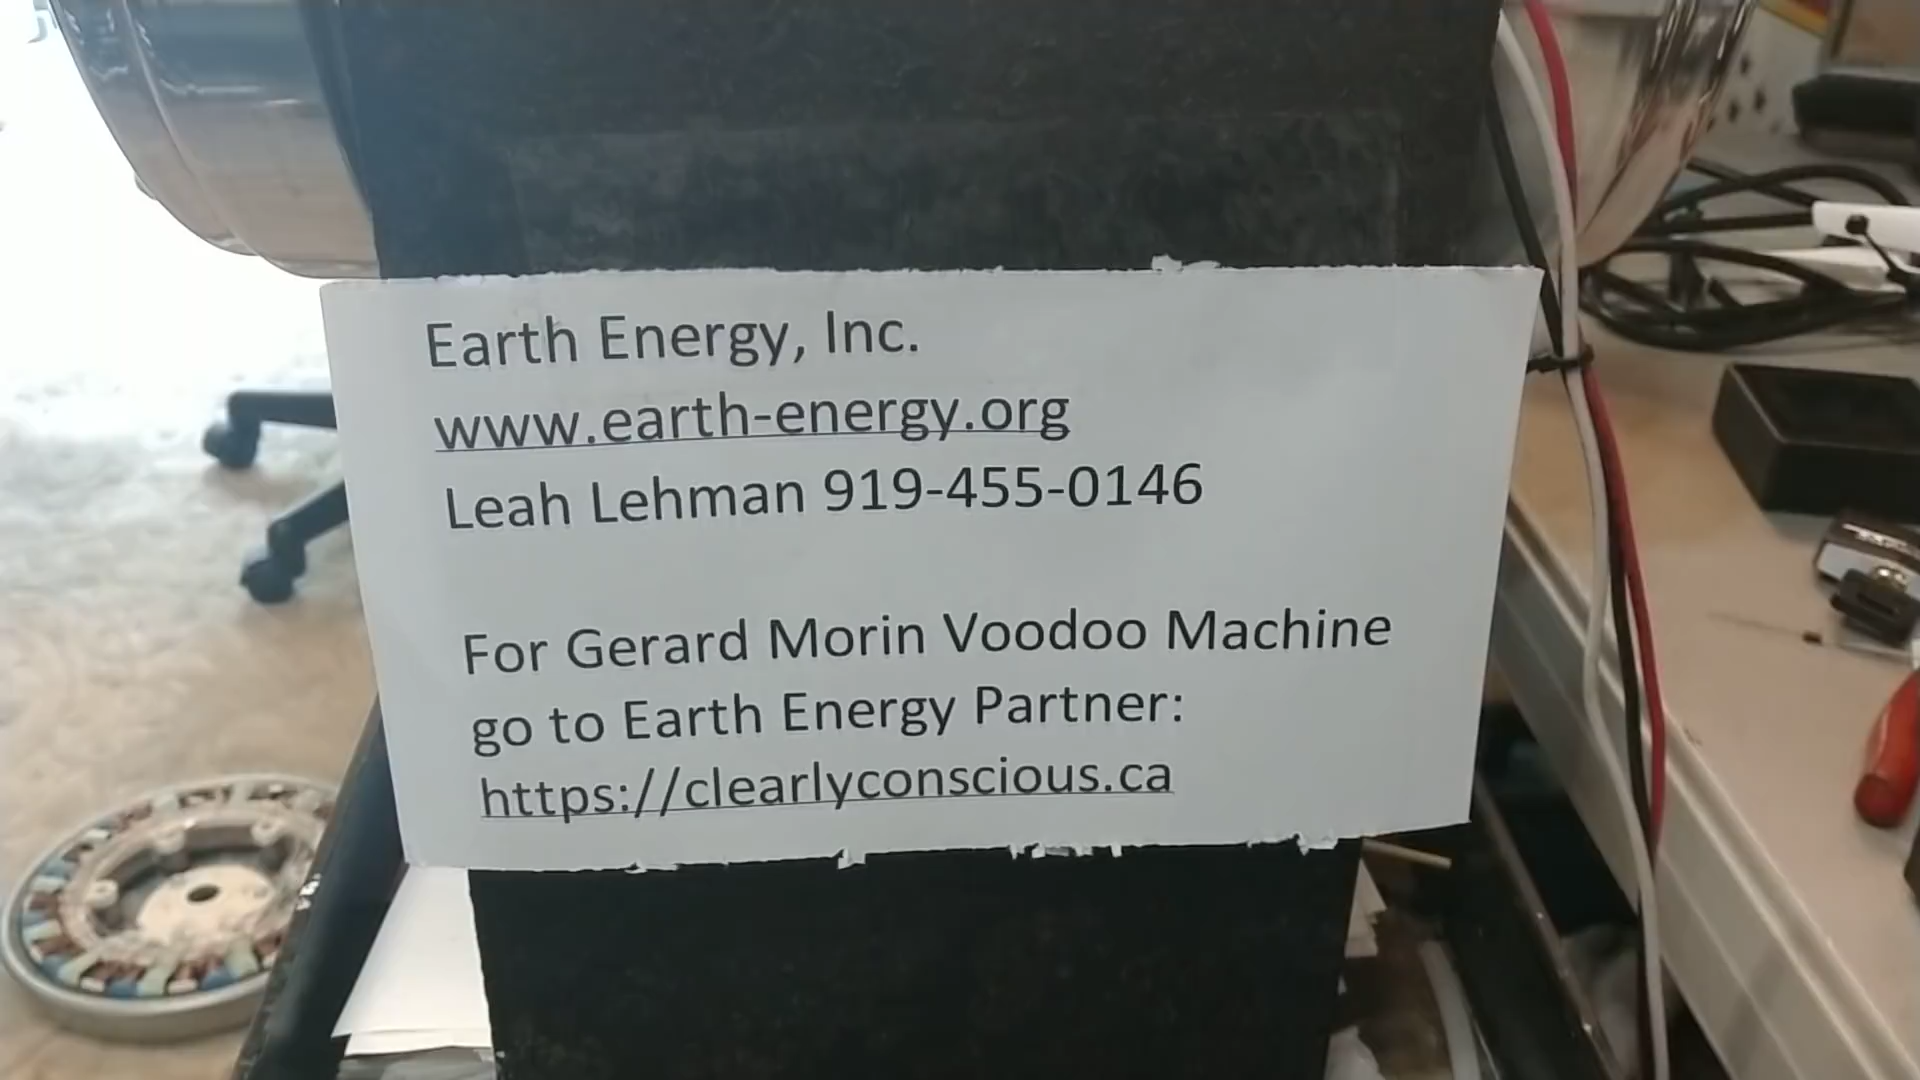 Earth Energy, Inc.
www.earth-energy.org
Leah Lehman 919-455-0146
For Gerard Morin Voodoo Machine
go to Earth Energy Partner:
https://clearlyconscious.ca